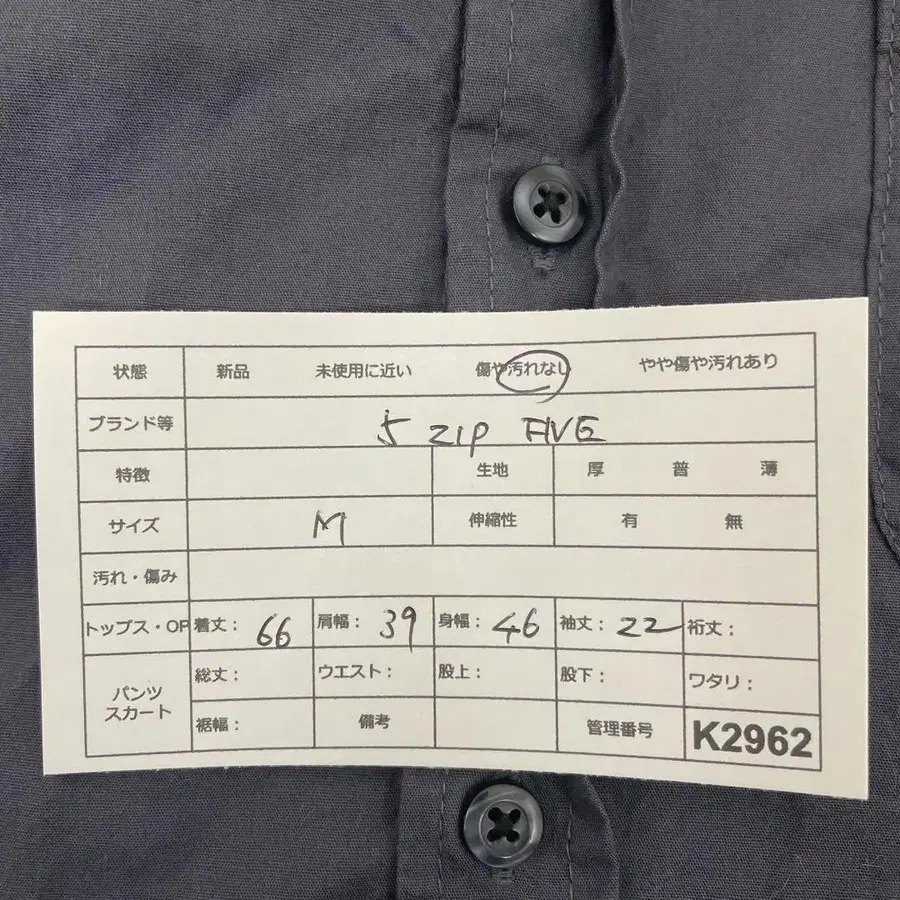 状態 新品 未使用に近い 傷や汚れなし やや傷や汚れあり
ブランド等 5 ZIP FIVE
特徴 生地 厚 普 薄
サイズ M 伸縮性 有 無
汚れ・傷み
トップス・OP 着丈: 66 肩幅: 39 身幅: 46 袖丈: 22 裄丈:
パンツ スカート 総丈: ウエスト: 股上: 股下: ワタリ:
裾幅: 備考 管理番号 K2962